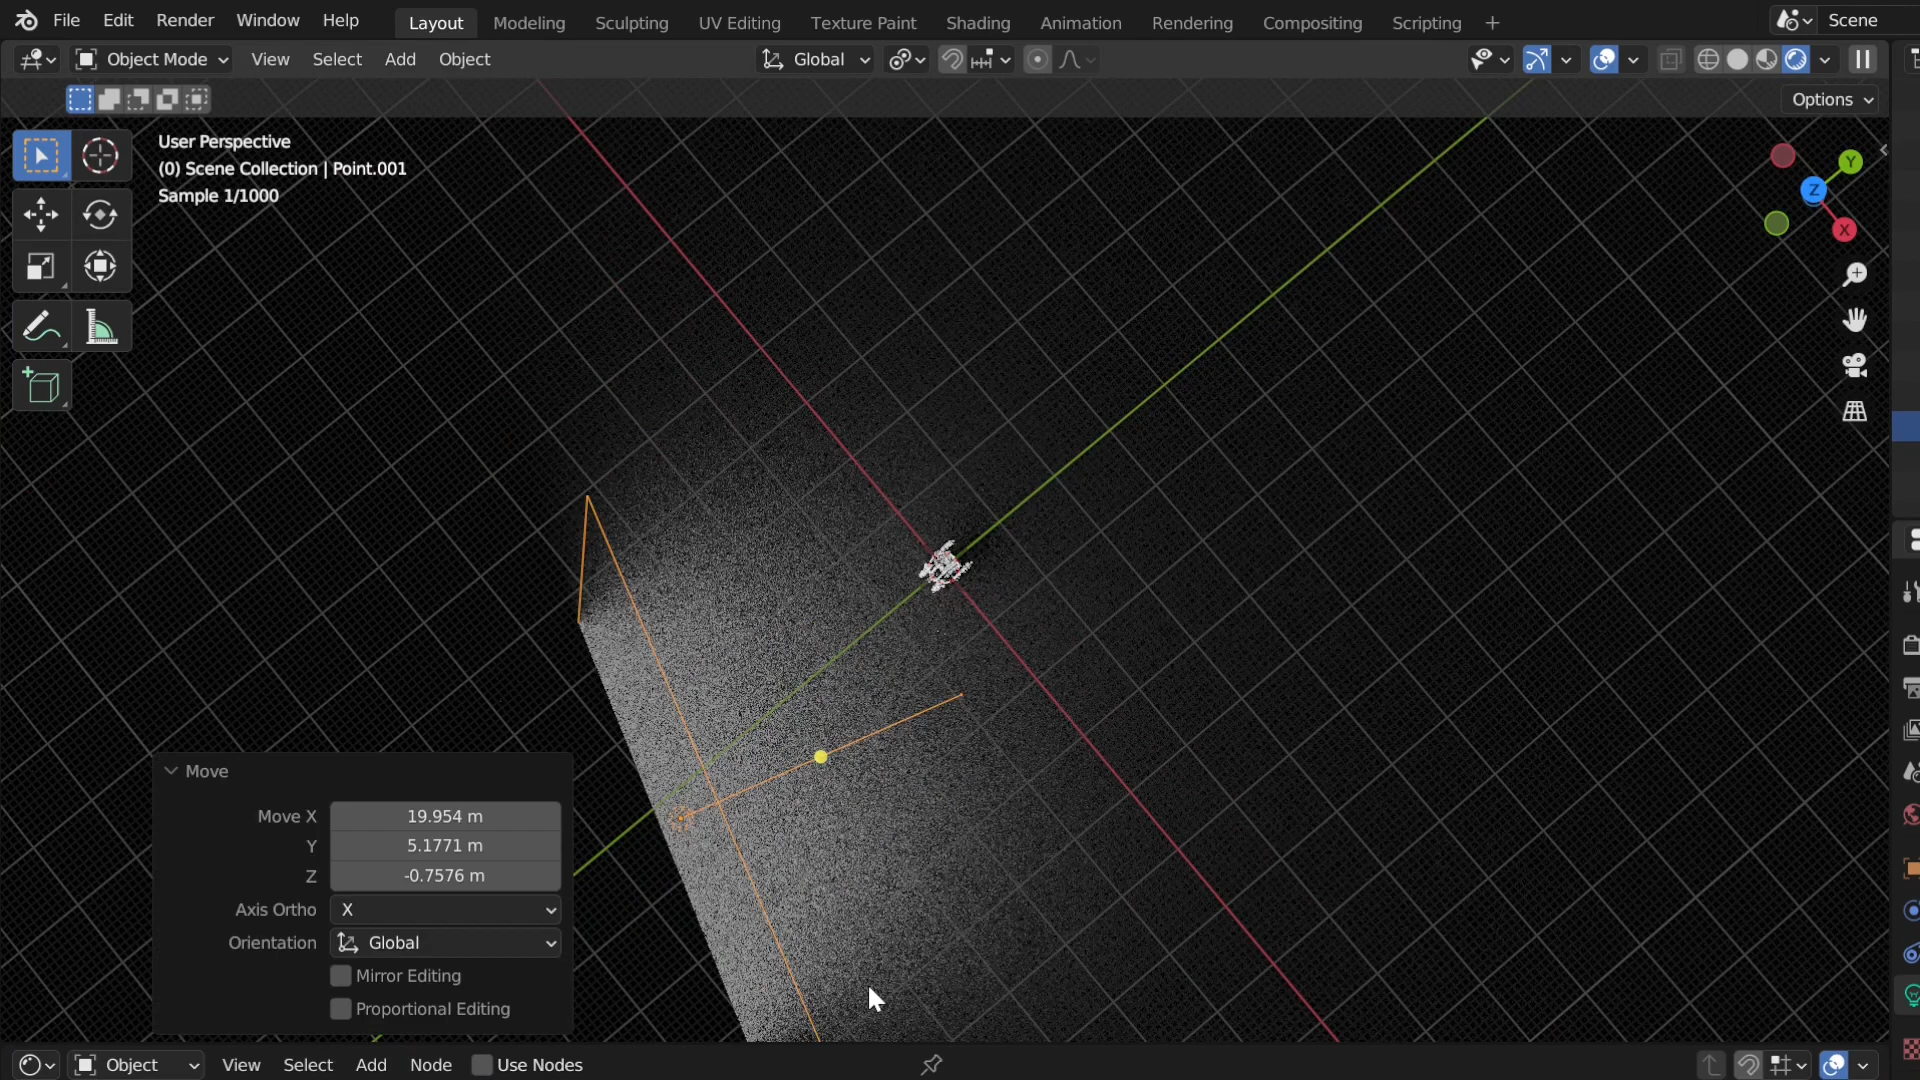 File Edit Render Window Help Layout Modeling Sculpting UV Editing Texture Paint Shading Animation Rendering Compositing Scripting + Scene
Object Mode View Select Add Object Global
Options
User Perspective
(0) Scene Collection | Point.001
Sample 1/1000
Y
Z
X
Move
Move X 19.954 m
Y 5.1771 m
Z -0.7576 m
Axis Ortho X
Orientation Global
Mirror Editing
Proportional Editing
Object View Select Add Node Use Nodes